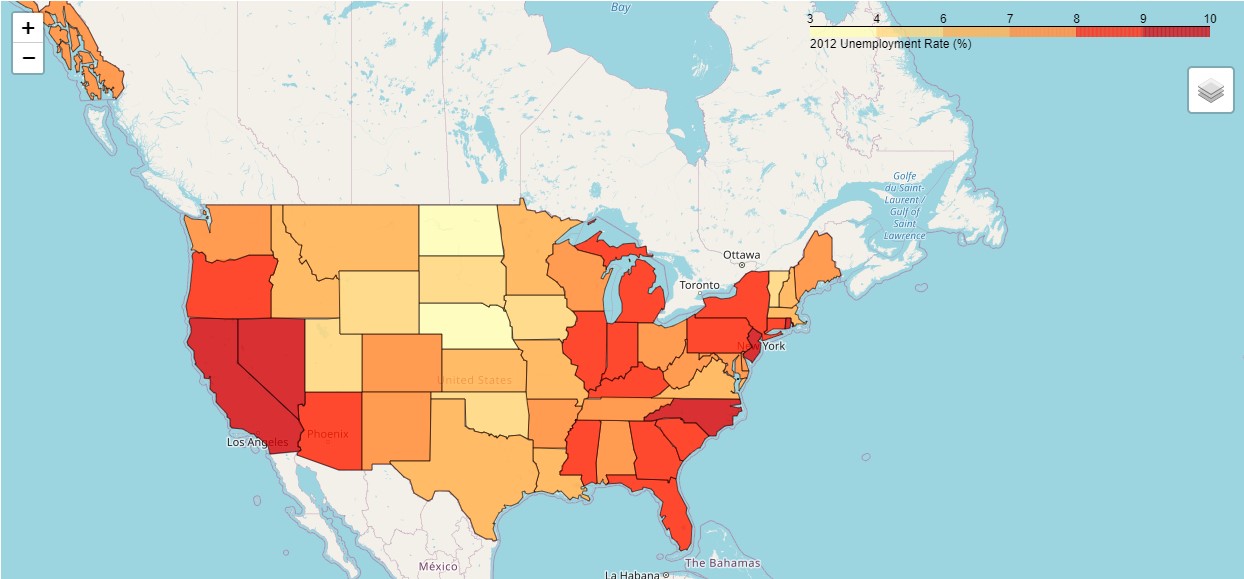 Bay
+
−
3 4 6 7 8 9 10
2012 Unemployment Rate (%)
Golfe
du Saint-
Laurent /
Gulf of
Saint
Lawrence
Ottawa
Toronto
New York
United States
Phoenix
Los Angeles
México
The Bahamas
La Habana